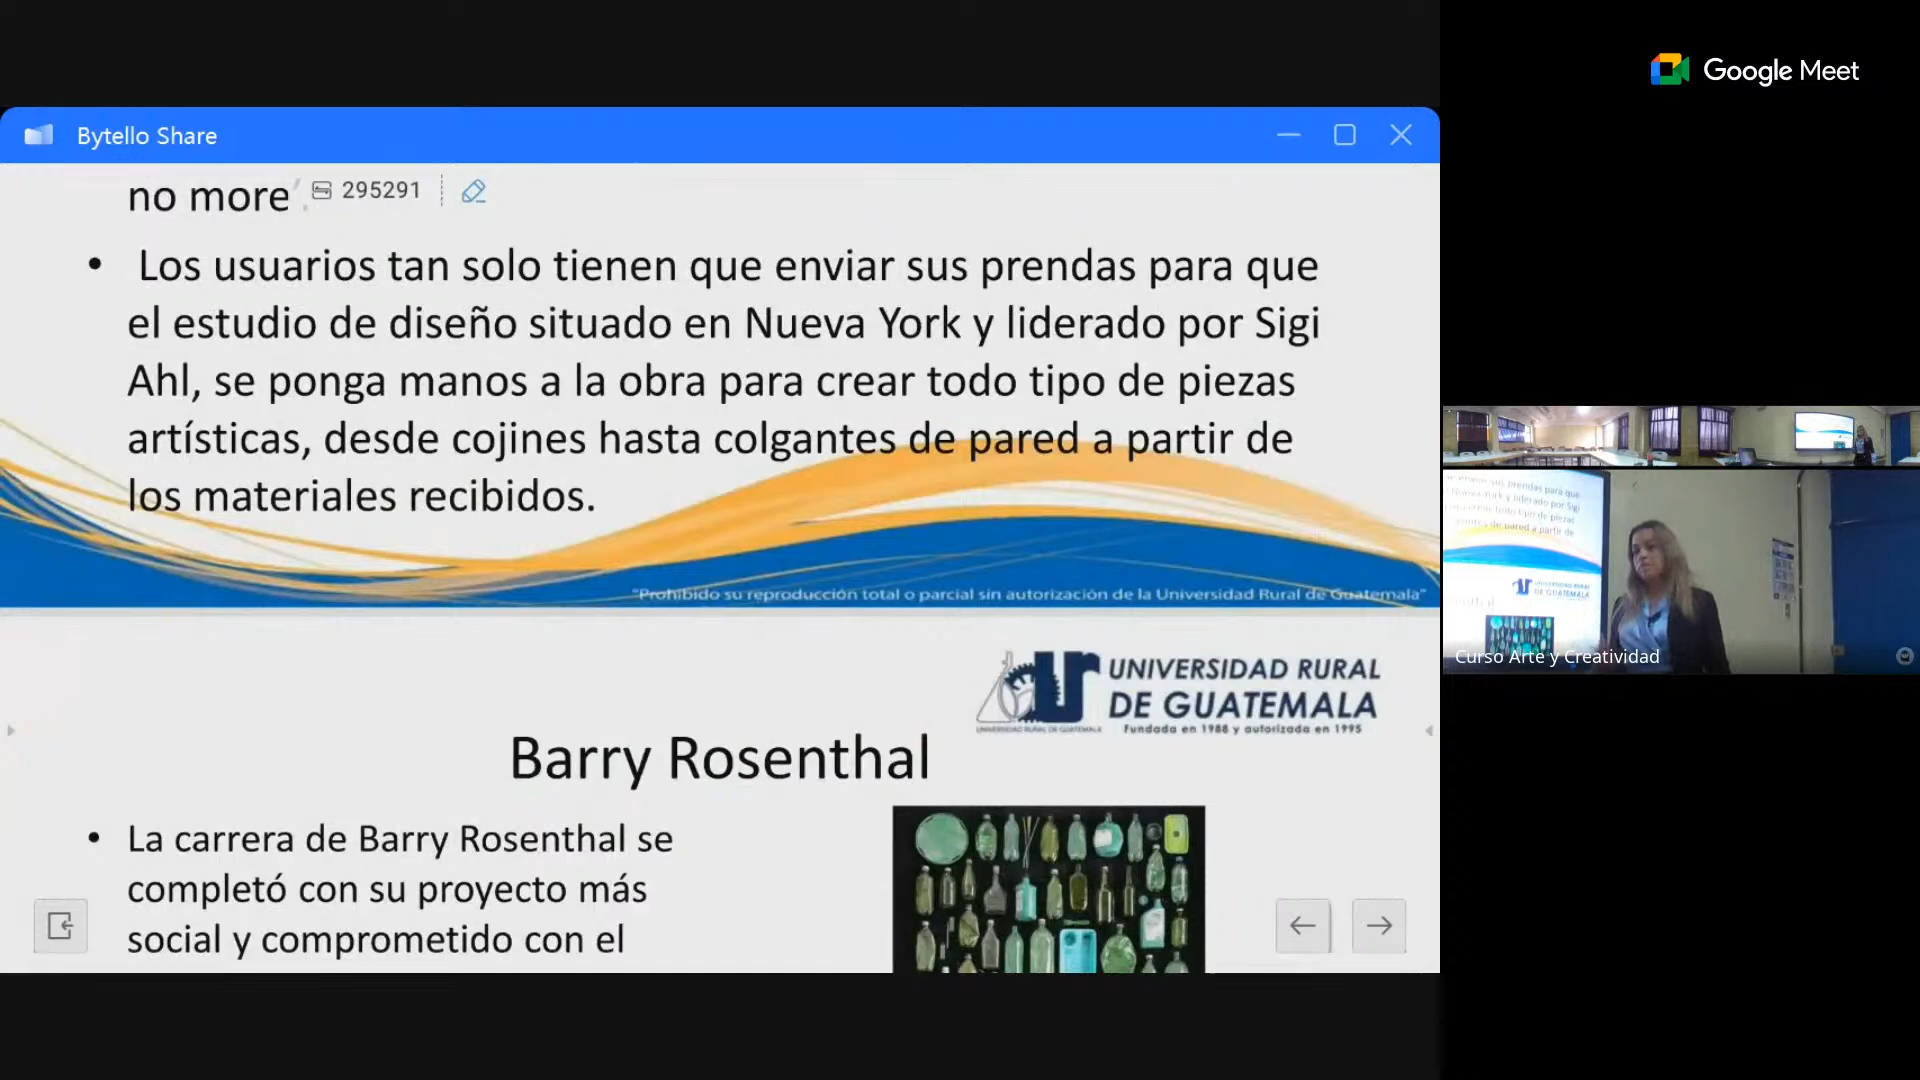 Google Meet
Bytello Share
no more
295291
• Los usuarios tan solo tienen que enviar sus prendas para que
el estudio de diseño situado en Nueva York y liderado por Sigi
Ahl, se ponga manos a la obra para crear todo tipo de piezas
artísticas, desde cojines hasta colgantes de pared a partir de
los materiales recibidos.
"Prohibido su reproducción total o parcial sin autorización de la Universidad Rural de Guatemala"
UNIVERSIDAD RURAL
DE GUATEMALA
Fundada en 1988 y autorizada en 1995
UNIVERSIDAD RURAL DE GUATEMALA
Barry Rosenthal
• La carrera de Barry Rosenthal se
completó con su proyecto más
social y comprometido con el
Curso Arte y Creatividad